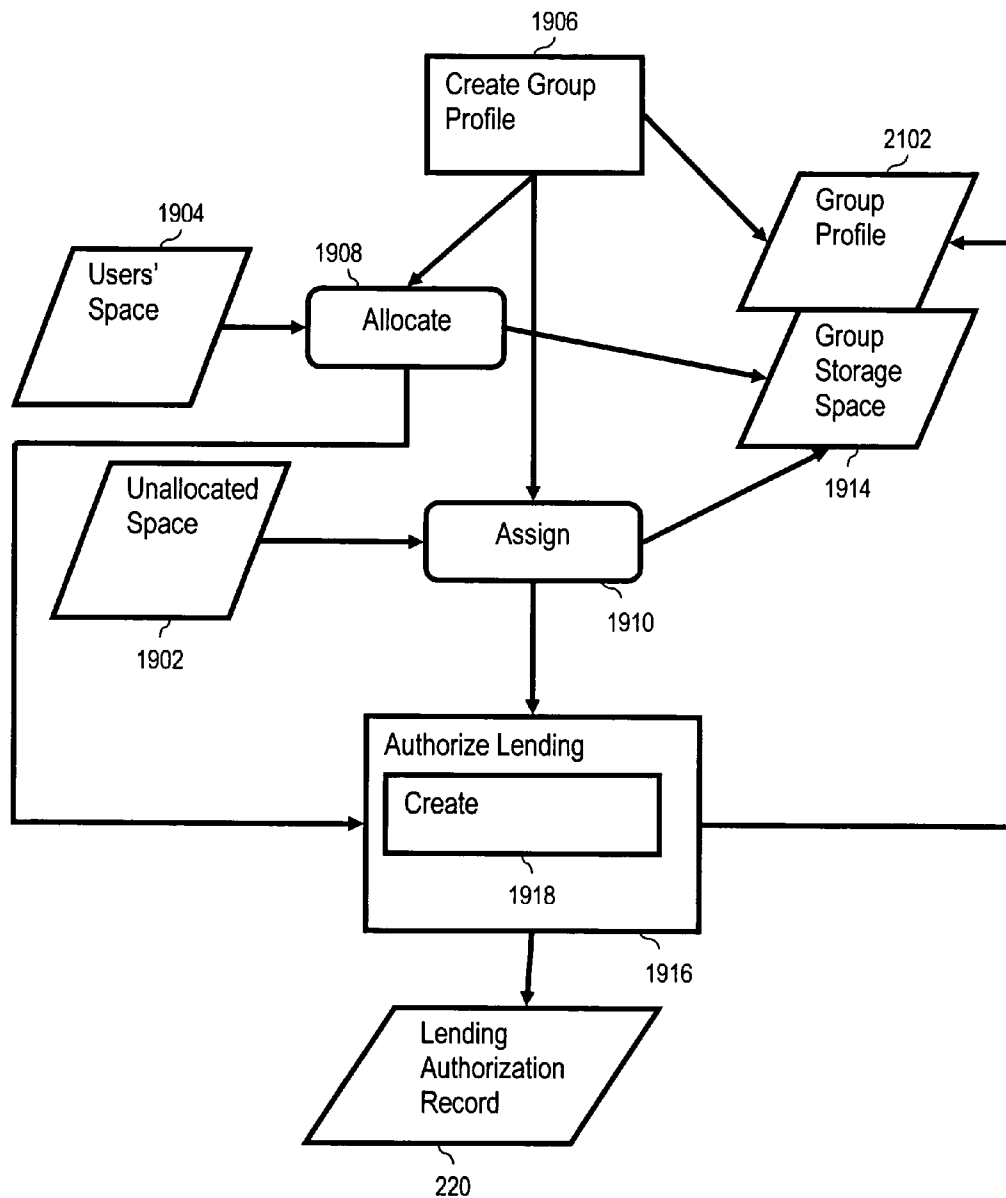 1906
Create Group
Profile
2102
Group
Profile
1904
Users'
Space
1908
Allocate
Group
Storage
Space
1914
Unallocated
Space
1902
Assign
1910
Authorize Lending
Create
1918
1916
Lending
Authorization
Record
220